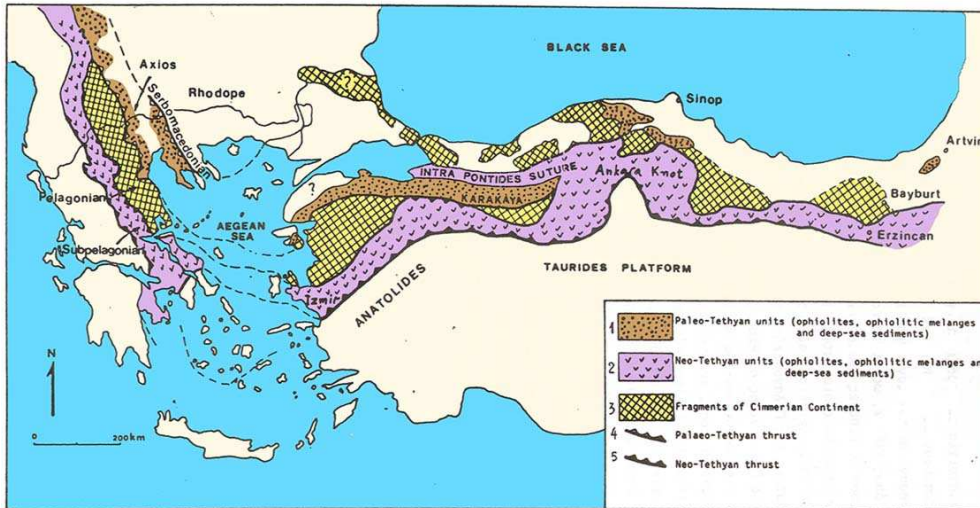 BLACK SEA
Axios
Serbomacedonian
Rhodope
Sinop
Artvin
?
INTRA PONTIDES SUTURE
Ankara Knot
Pelagonian
?
KARAKAYA
Bayburt
AEGEAN
SEA
Erzincan
Subpelagonian
TAURIDES PLATFORM
Izmir
ANATOLIDES
N
0 200km
1 Paleo-Tethyan units (ophiolites, ophiolitic melanges
and deep-sea sediments)
2 Neo-Tethyan units (ophiolites, ophiolitic melanges an
deep-sea sediments)
3 Fragments of Cimmerian Continent
4 Palaeo-Tethyan thrust
5 Neo-Tethyan thrust